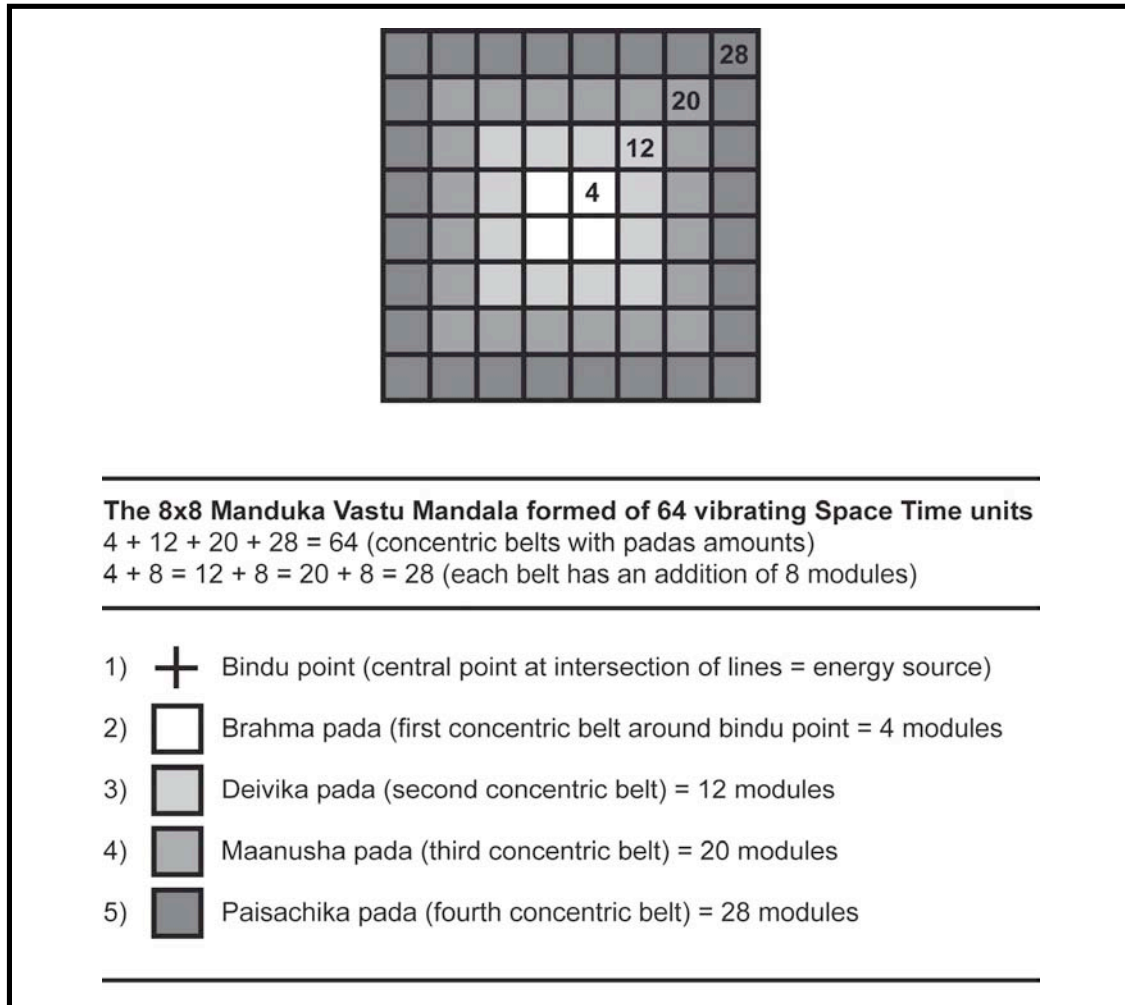 28
20
12
4
The 8x8 Manduka Vastu Mandala formed of 64 vibrating Space Time units
4 + 12 + 20 + 28 = 64 (concentric belts with padas amounts)
4 + 8 = 12 + 8 = 20 + 8 = 28 (each belt has an addition of 8 modules)
1) Bindu point (central point at intersection of lines = energy source)
2) Brahma pada (first concentric belt around bindu point = 4 modules
3) Deivika pada (second concentric belt) = 12 modules
4) Maanusha pada (third concentric belt) = 20 modules
5) Paisachika pada (fourth concentric belt) = 28 modules